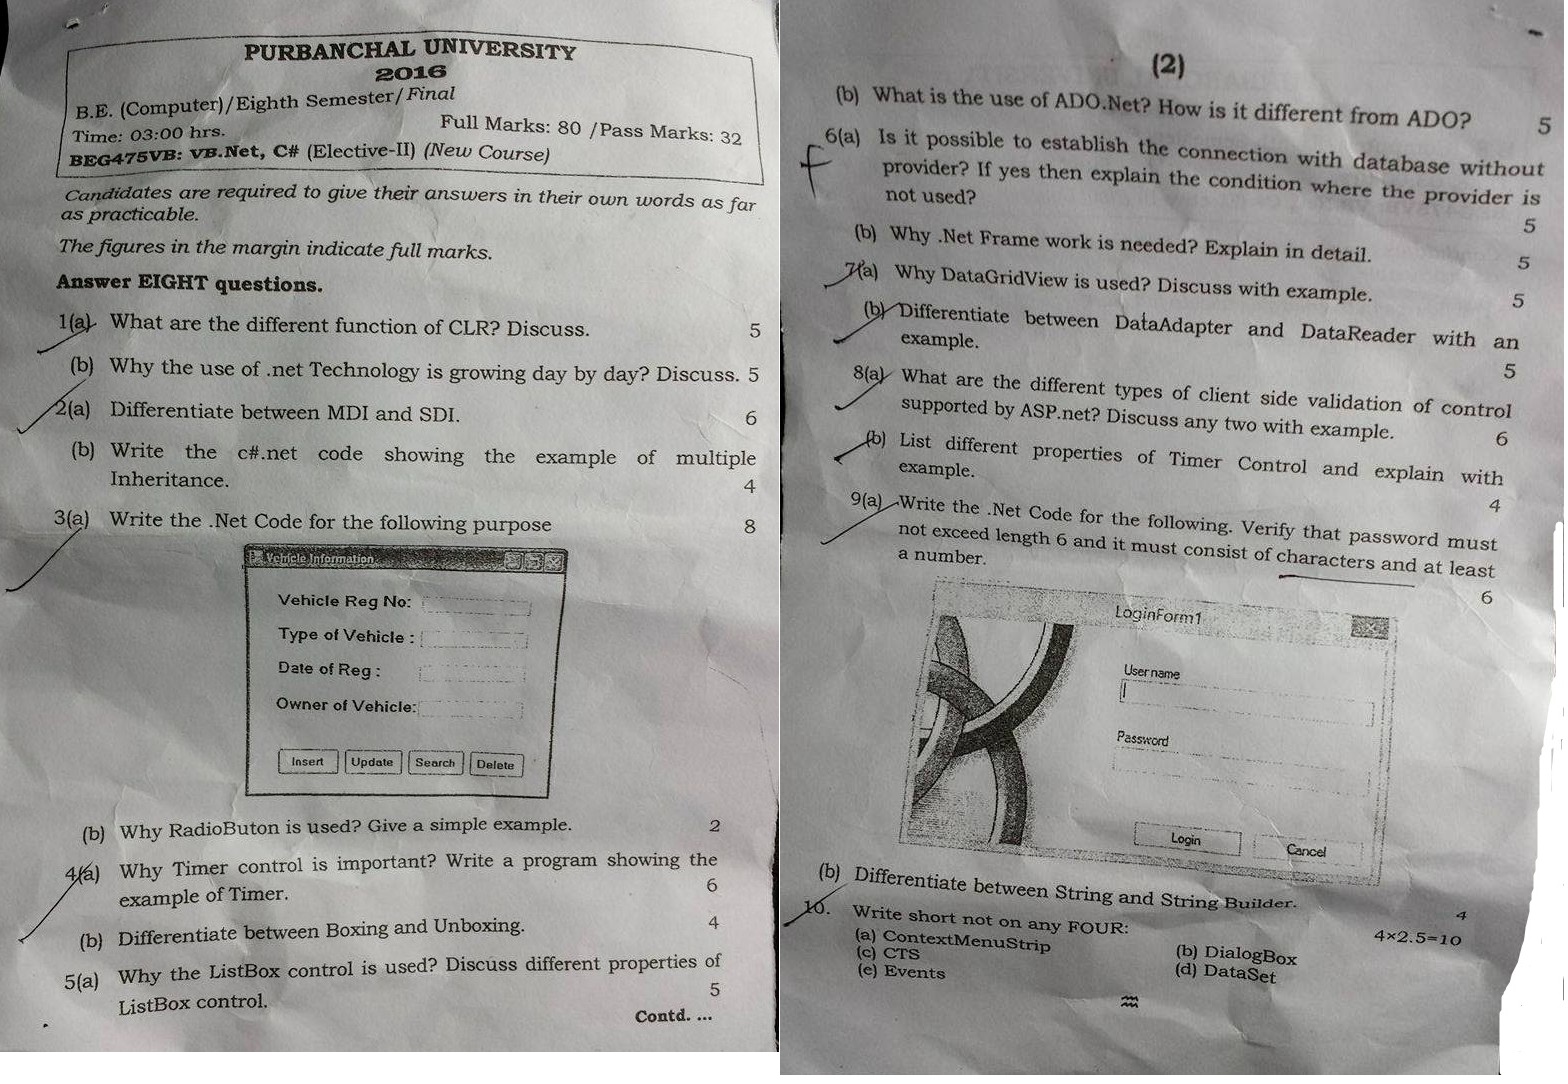 PURBANCHAL UNIVERSITY
2016
B.E. (Computer)/Eighth Semester/Final
Time: 03:00 hrs.
Full Marks: 80 /Pass Marks: 32
BEG475VB: VB.Net, C# (Elective-II) (New Course)
Candidates are required to give their answers in their own words as far
as practicable.
The figures in the margin indicate full marks.
Answer EIGHT questions.
1(a) What are the different function of CLR? Discuss. 5
(b) Why the use of .net Technology is growing day by day? Discuss. 5
2(a) Differentiate between MDI and SDI. 6
(b) Write the c#.net code showing the example of multiple
Inheritance. 4
3(a) Write the .Net Code for the following purpose 8
Vehicle Information
Vehicle Reg No:
Type of Vehicle :
Date of Reg :
Owner of Vehicle:
Insert Update Search Delete
(b) Why RadioButon is used? Give a simple example. 2
4(a) Why Timer control is important? Write a program showing the
example of Timer. 6
(b) Differentiate between Boxing and Unboxing. 4
5(a) Why the ListBox control is used? Discuss different properties of
ListBox control. 5
Contd. ...
(2)
(b) What is the use of ADO.Net? How is it different from ADO? 5
6(a) Is it possible to establish the connection with database without
provider? If yes then explain the condition where the provider is
not used? 5
(b) Why .Net Frame work is needed? Explain in detail. 5
7(a) Why DataGridView is used? Discuss with example. 5
(b) Differentiate between DataAdapter and DataReader with an
example. 5
8(a) What are the different types of client side validation of control
supported by ASP.net? Discuss any two with example. 6
(b) List different properties of Timer Control and explain with
example. 4
9(a) Write the .Net Code for the following. Verify that password must
not exceed length 6 and it must consist of characters and at least
a number. 6
LoginForm1
User name
Password
Login Cancel
(b) Differentiate between String and String Builder. 4
10. Write short not on any FOUR: 4×2.5=10
(a) ContextMenuStrip (b) DialogBox
(c) CTS (d) DataSet
(e) Events